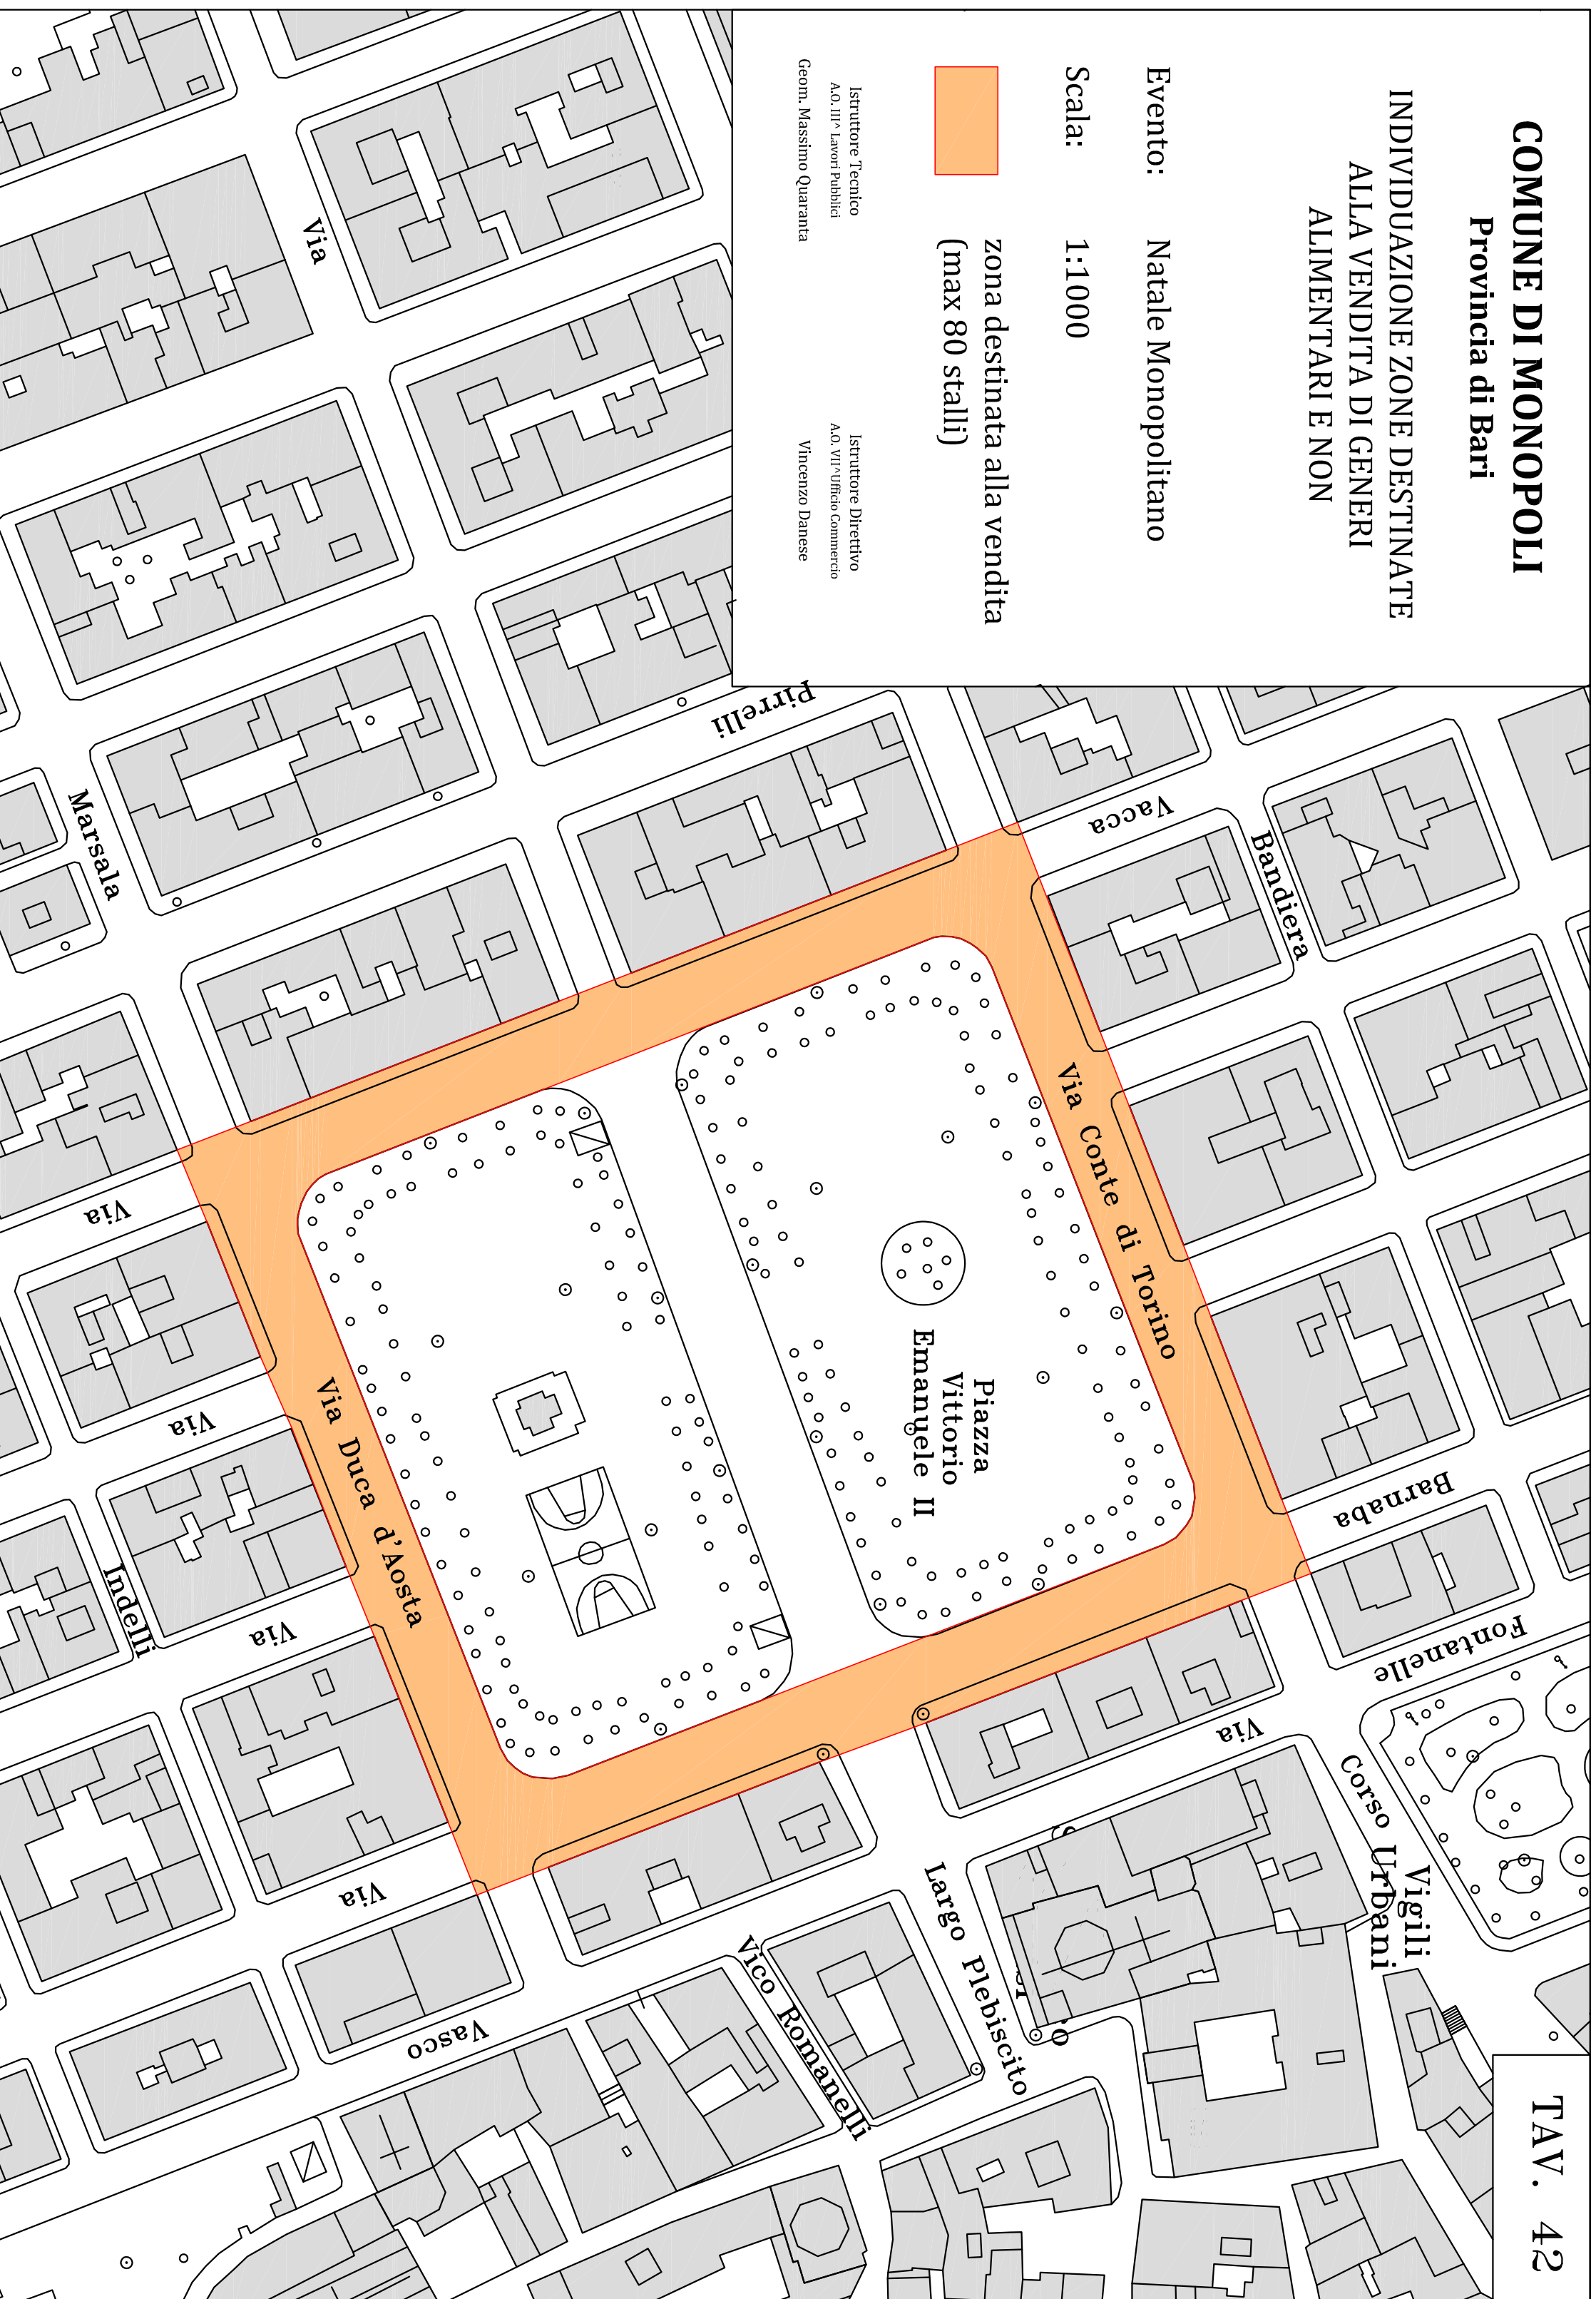 COMUNE DI MONOPOLI
Provincia di Bari
INDIVIDUAZIONE ZONE DESTINATE
ALLA VENDITA DI GENERI
ALIMENTARI E NON
Evento: Natale Monopolitano
Scala: 1:1000
zona destinata alla vendita
(max 80 stalli)
Istruttore Tecnico
A.O. III^ Lavori Pubblici
Geom. Massimo Quaranta
Istruttore Direttivo
A.O. VII^Ufficio Commercio
Vincenzo Danese
TAV. 42
Via
Pirrelli
Vacca
Bandiera
Marsala
Via Conte di Torino
Piazza
Vittorio
Emanuele II
Via Duca d'Aosta
Via
Via
Via
Via
Indelli
Barnaba
Fontanelle
Via
Corso
Vigili
Urbani
Largo Plebiscito
Vico Romanelli
Vasco